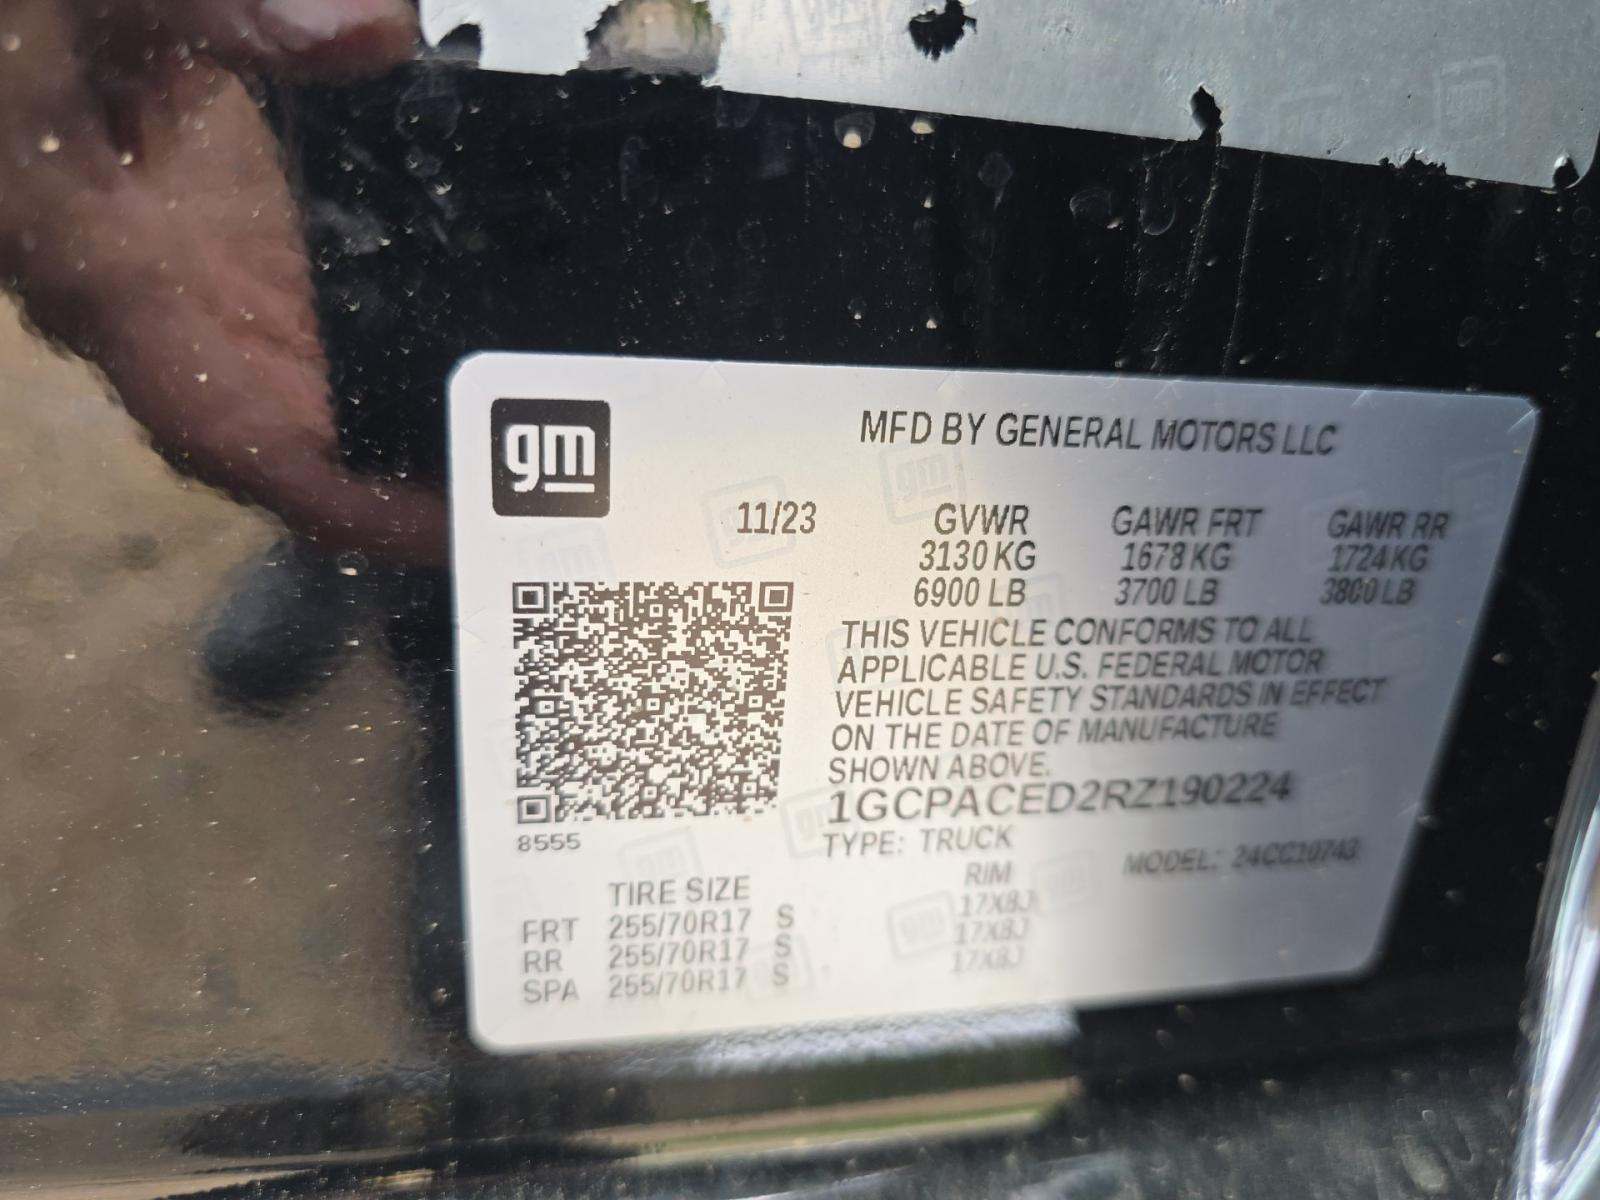 gm
MFD BY GENERAL MOTORS LLC
11/23 GVWR GAWR FRT GAWR RR
3130 KG 1678 KG 1724 KG
6900 LB 3700 LB 3800 LB
THIS VEHICLE CONFORMS TO ALL
APPLICABLE U.S. FEDERAL MOTOR
VEHICLE SAFETY STANDARDS IN EFFECT
ON THE DATE OF MANUFACTURE
SHOWN ABOVE.
1GCPACED2RZ190224
8555
TYPE: TRUCK MODEL: 24CC10743
TIRE SIZE RIM
FRT 255/70R17 S 17X8J
RR 255/70R17 S 17X8J
SPA 255/70R17 S 17X8J